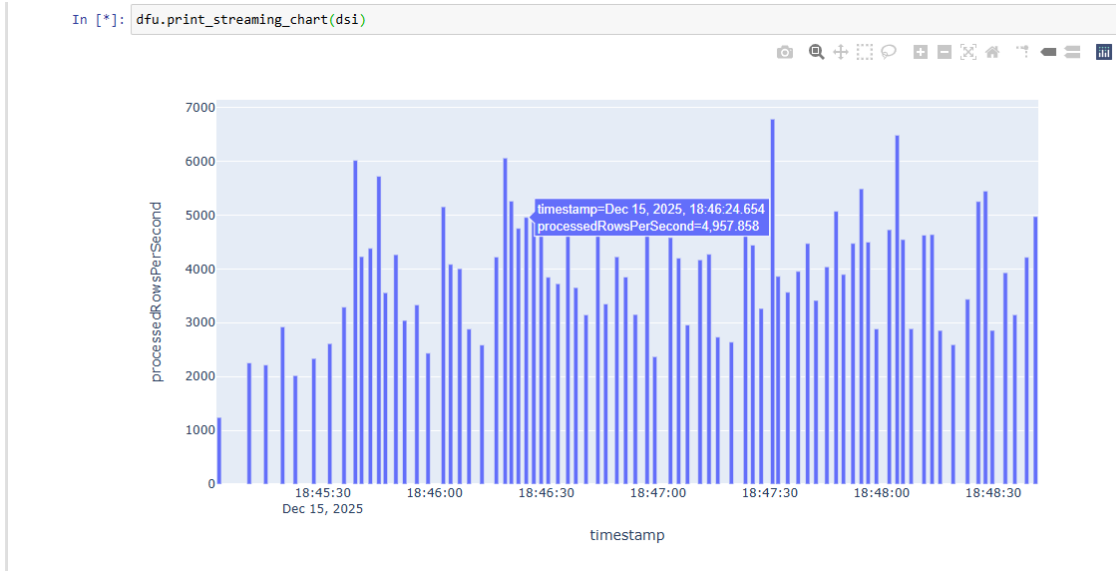 In [*]: dfu.print_streaming_chart(dsi)
7000
6000
5000
4000
3000
2000
1000
0
processedRowsPerSecond
timestamp=Dec 15, 2025, 18:46:24.654
processedRowsPerSecond=4,957.858
18:45:30 18:46:00 18:46:30 18:47:00 18:47:30 18:48:00 18:48:30
Dec 15, 2025
timestamp